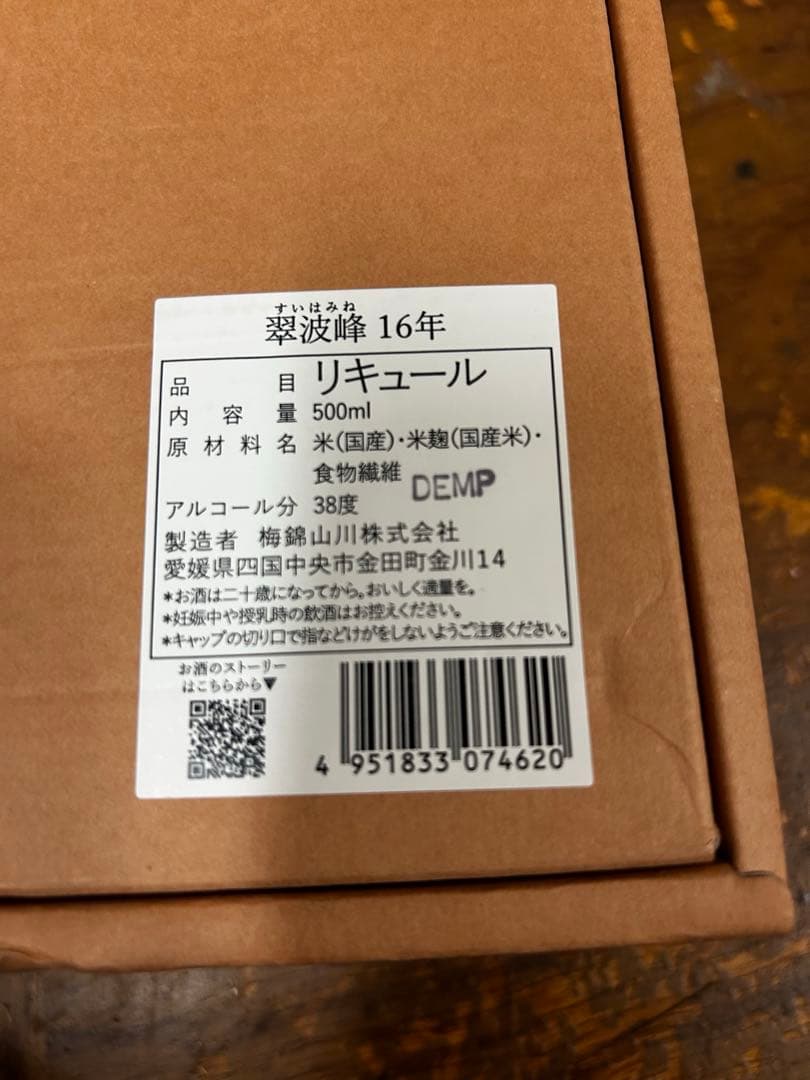 すいはみね
翠波峰 16年
品目 リキュール
内容量 500ml
原材料名 米(国産)・米麹(国産米)・
食物繊維 DEMP
アルコール分 38度
製造者 梅錦山川株式会社
愛媛県四国中央市金田町金川14
*お酒は二十歳になってから。おいしく適量を。
*妊娠中や授乳時の飲酒はお控えください。
*キャップの切り口で指などけがをしないようご注意ください。
お酒のストーリー
はこちらから▼
4 951833 074620